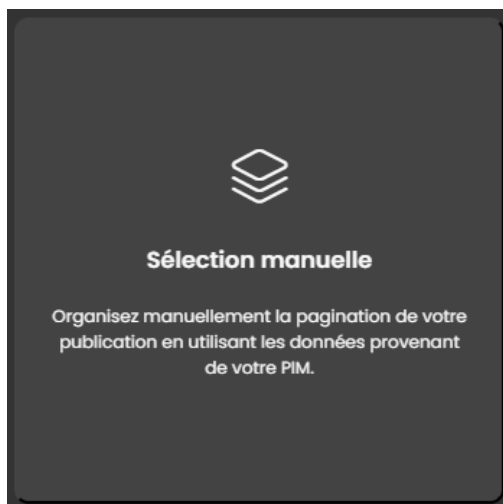 Sélection manuelle
Organisez manuellement la pagination de votre
publication en utilisant les données provenant
de votre PIM.